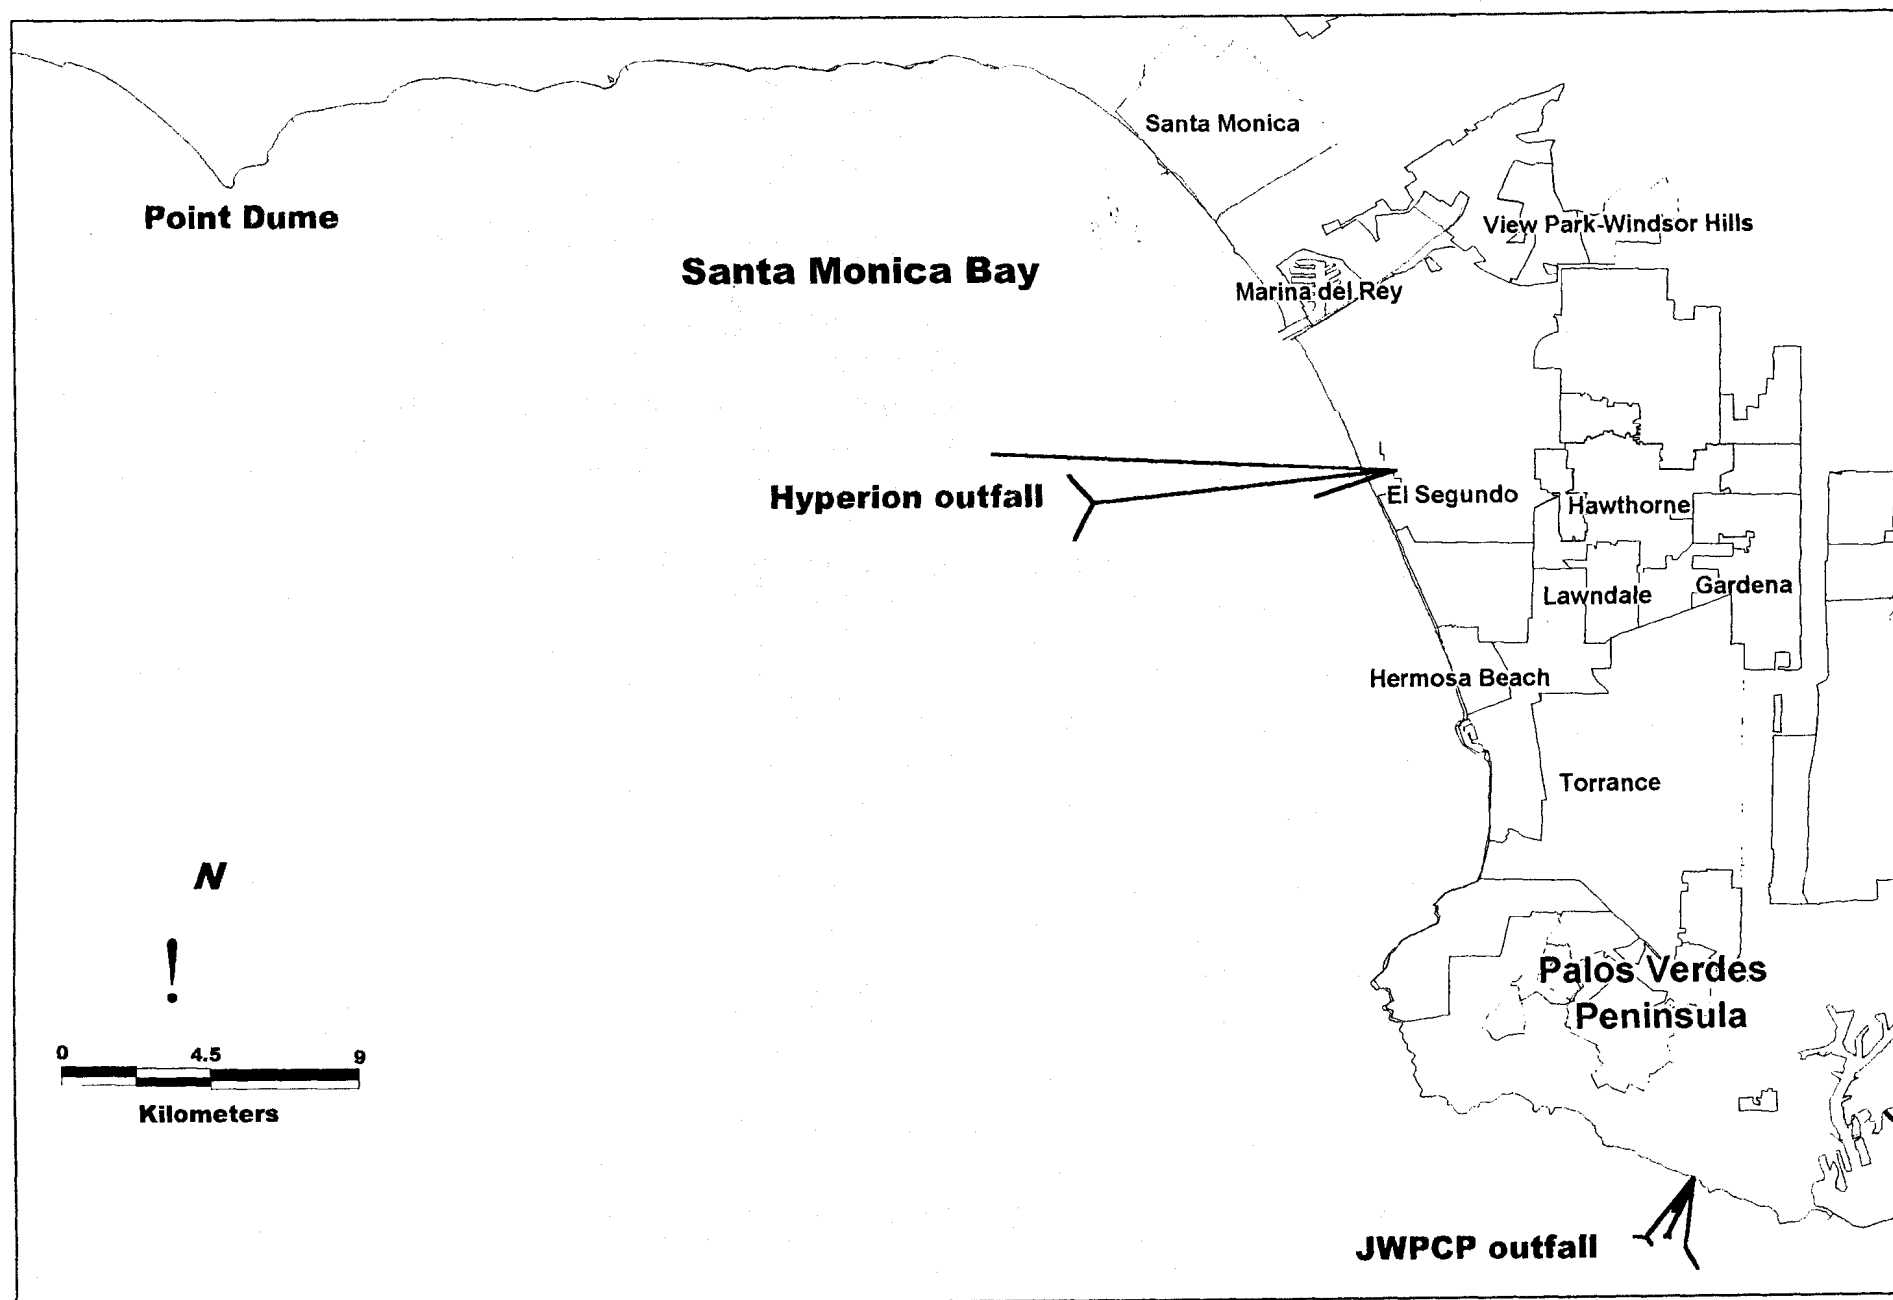 Santa Monica
Point Dume
View Park-Windsor Hills
Santa Monica Bay
Marina del Rey
Hyperion outfall
El Segundo
Hawthorne
Lawndale
Gardena
Hermosa Beach
Torrance
N
!
Palos Verdes
Peninsula
0 4.5 9
Kilometers
JWPCP outfall